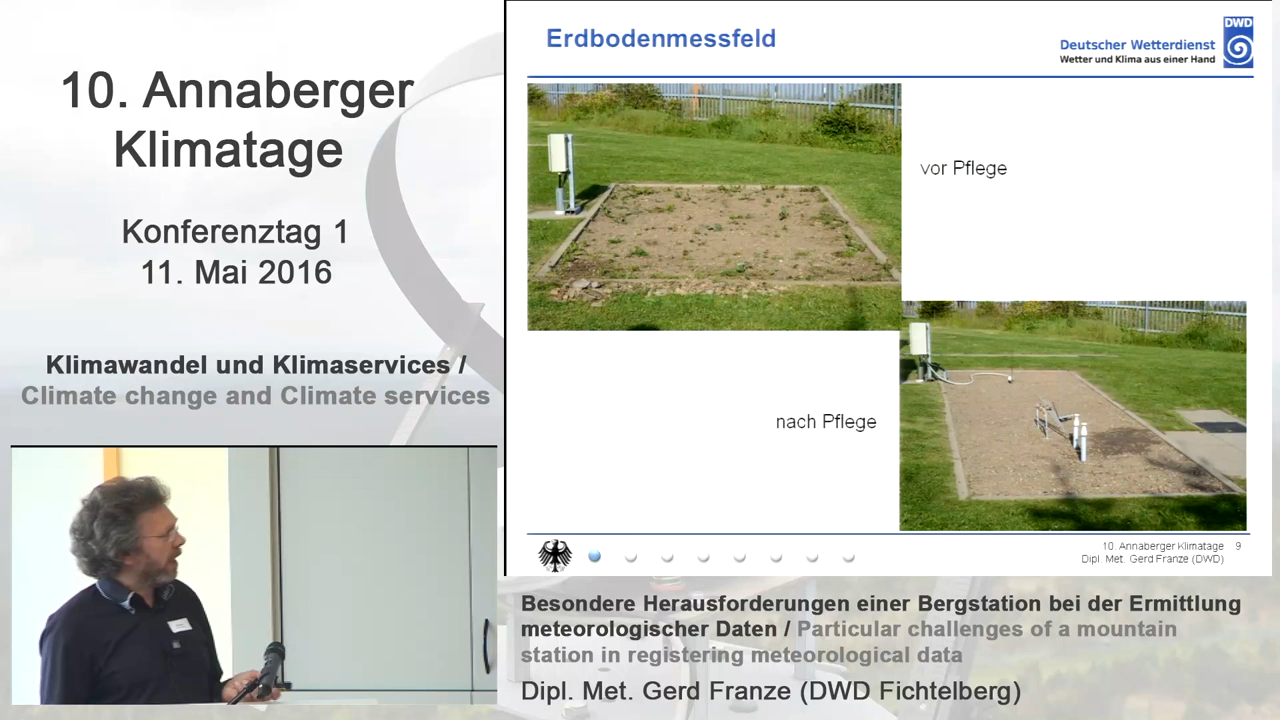 10. Annaberger
Klimatage
Konferenztag 1
11. Mai 2016
Klimawandel und Klimaservices /
Climate change and Climate services
Erdbodenmessfeld
DWD
Deutscher Wetterdienst
Wetter und Klima aus einer Hand
vor Pflege
nach Pflege
10. Annaberger Klimatage 9
Dipl. Met. Gerd Franze (DWD)
Besondere Herausforderungen einer Bergstation bei der Ermittlung
meteorologischer Daten / Particular challenges of a mountain
station in registering meteorological data
Dipl. Met. Gerd Franze (DWD Fichtelberg)